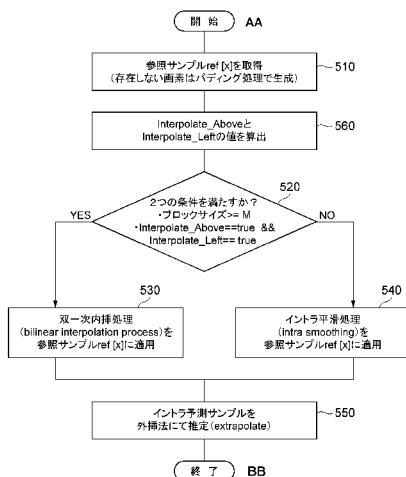 開 始 AA
参照サンプルref [x]を取得
(存在しない画素はパディング処理で生成)
510
Interpolate_Aboveと
Interpolate_Leftの値を算出
560
2つの条件を満たすか？
・ブロックサイズ>= M
・Interpolate_Above==true &&
Interpolate_Left== true
520
YES
NO
530
双一次内挿処理
(bilinear interpolation process)を
参照サンプルref [x]に適用
540
イントラ平滑処理
(intra smoothing)を
参照サンプルref [x]に適用
イントラ予測サンプルを
外挿法にて推定(extrapolate)
550
終 了 BB